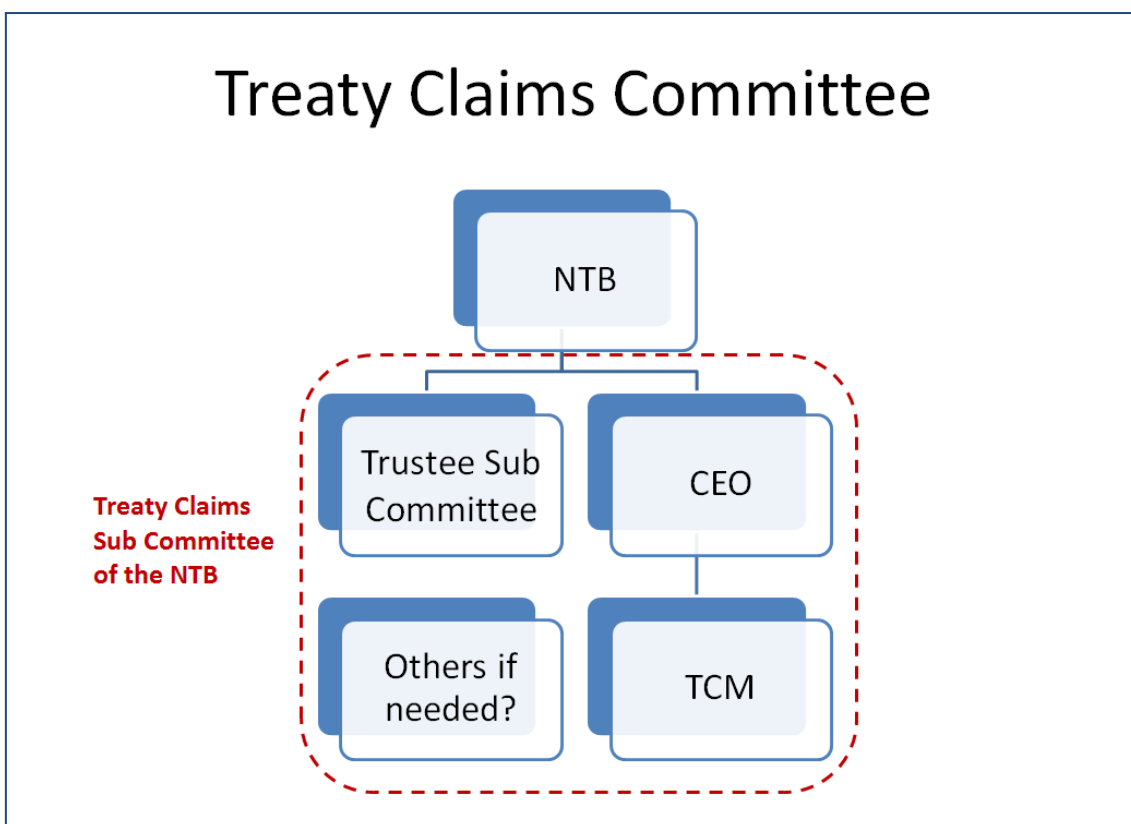 Treaty Claims Committee
NTB
Trustee Sub
Committee
CEO
Treaty Claims
Sub Committee
of the NTB
Others if
needed?
TCM